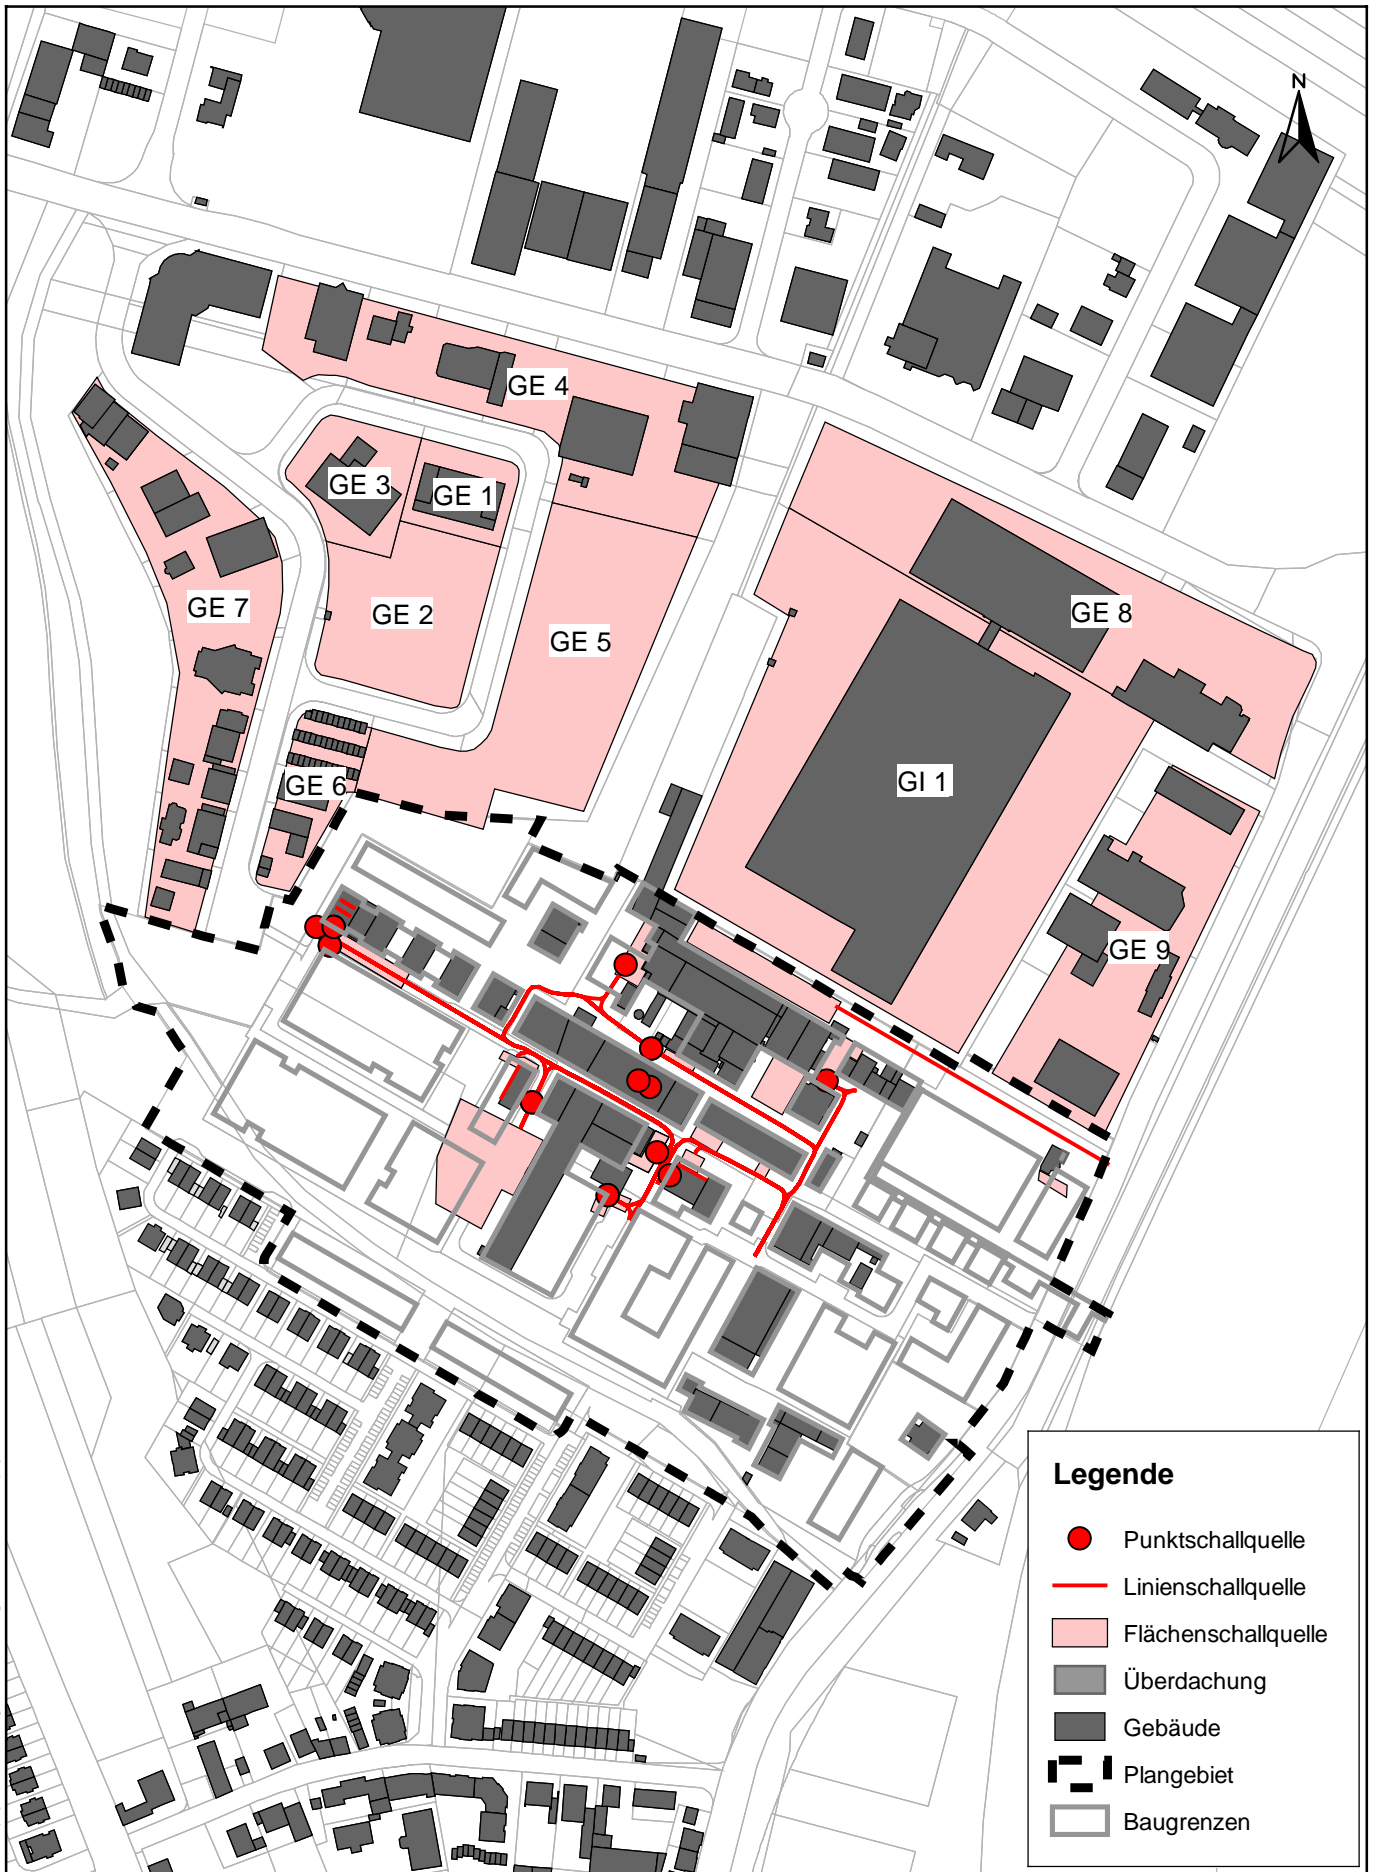 N
GE 4
GE 3
GE 1
GE 7
GE 2
GE 5
GE 8
GE 6
GI 1
GE 9
Legende
Punktschallquelle
Linienschallquelle
Flächenschallquelle
Überdachung
Gebäude
Plangebiet
Baugrenzen